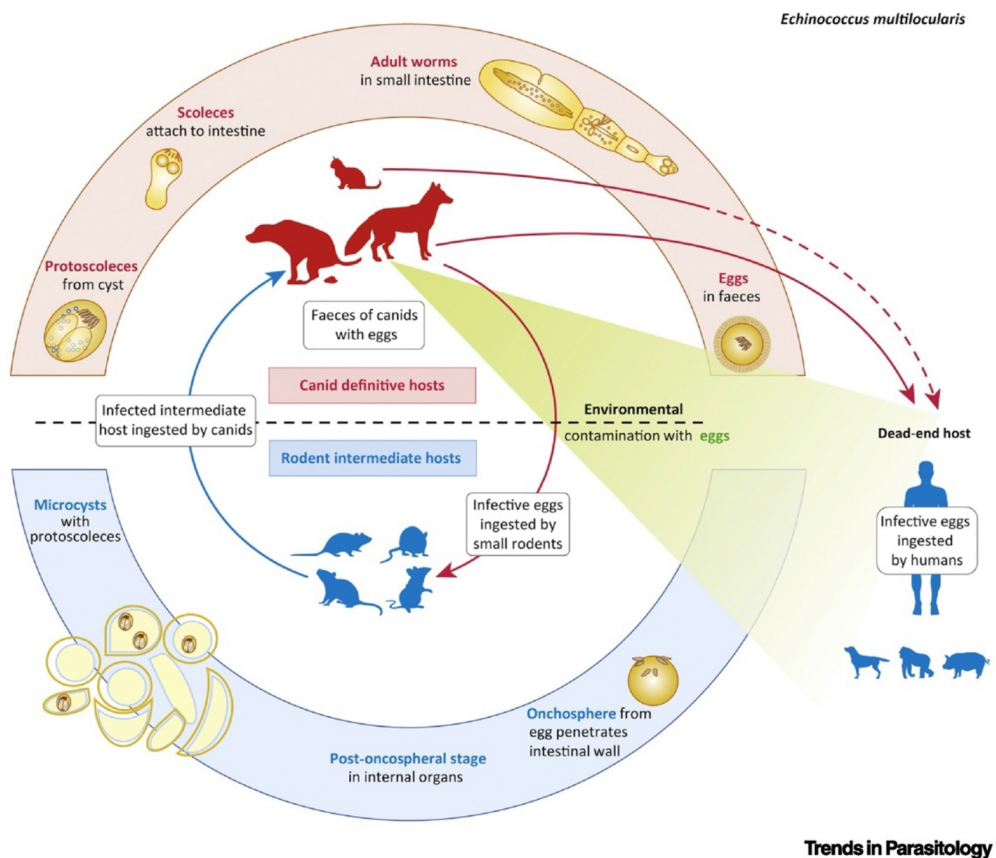 Echinococcus multilocularis
Adult worms
in small intestine
Scoleces
attach to intestine
Protoscoleces
from cyst
Eggs
in faeces
Faeces of canids
with eggs
Canid definitive hosts
Infected intermediate
host ingested by canids
Environmental
contamination with eggs
Dead-end host
Rodent intermediate hosts
Microcysts
with
protoscoleces
Infective eggs
ingested by
small rodents
Infective eggs
ingested
by humans
Onchosphere from
egg penetrates
intestinal wall
Post-oncospheral stage
in internal organs
Trends in Parasitology